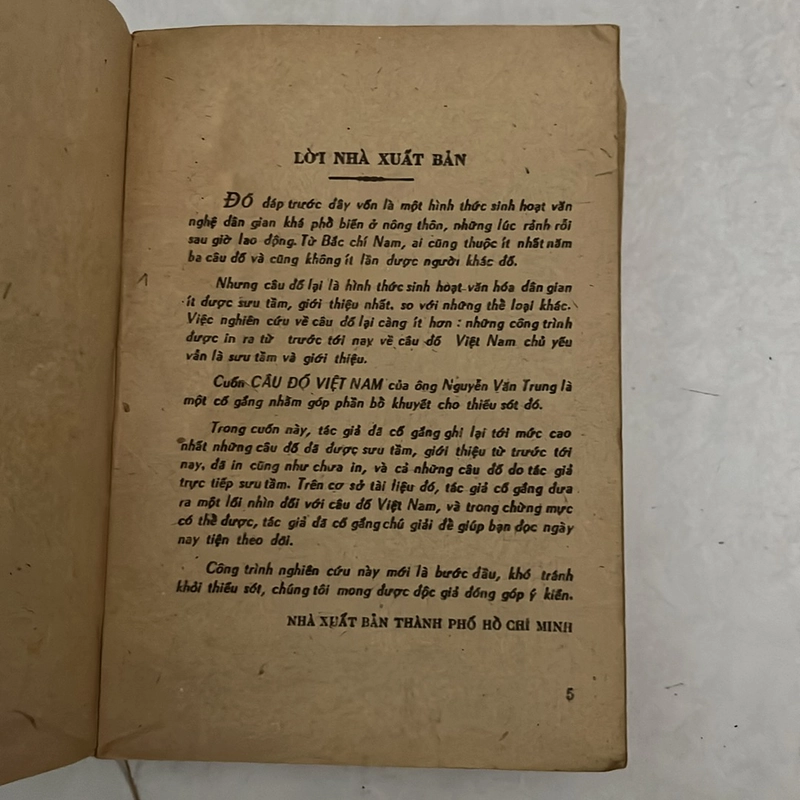 LỜI NHÀ XUẤT BẢN
ĐỐ đáp trước đây vốn là một hình thức sinh hoạt văn
nghệ dân gian khá phổ biến ở nông thôn, những lúc rảnh rỗi
sau giờ lao động. Từ Bắc chí Nam, ai cũng thuộc ít nhất năm
ba câu đố và cũng không ít lần được người khác đố.
Nhưng câu đố lại là hình thức sinh hoạt văn hóa dân gian
ít được sưu tầm, giới thiệu nhất. so với những thể loại khác.
Việc nghiên cứu về câu đố lại càng ít hơn : những công trình
được in ra từ trước tới nay về câu đố Việt Nam chủ yếu
vẫn là sưu tầm và giới thiệu.
Cuốn CÂU ĐỐ VIỆT NAM của ông Nguyễn Văn Trung là
một cố gắng nhằm góp phần bổ khuyết cho thiếu sót đó.
Trong cuốn này, tác giả đã cố gắng ghi lại tới mức cao
nhất những câu đố đã được sưu tầm, giới thiệu từ trước tới
nay, đã in cũng như chưa in, và cả những câu đố do tác giả
trực tiếp sưu tầm. Trên cơ sở tài liệu đó, tác giả cố gắng đưa
ra một lối nhìn đối với câu đố Việt Nam, và trong chừng mực
có thể được, tác giả đã cố gắng chú giải để giúp bạn đọc ngày
nay tiện theo dõi.
Công trình nghiên cứu này mới là bước đầu, khó tránh
khỏi thiếu sót, chúng tôi mong được độc giả đóng góp ý kiến.
NHÀ XUẤT BẢN THÀNH PHỐ HỒ CHÍ MINH
5